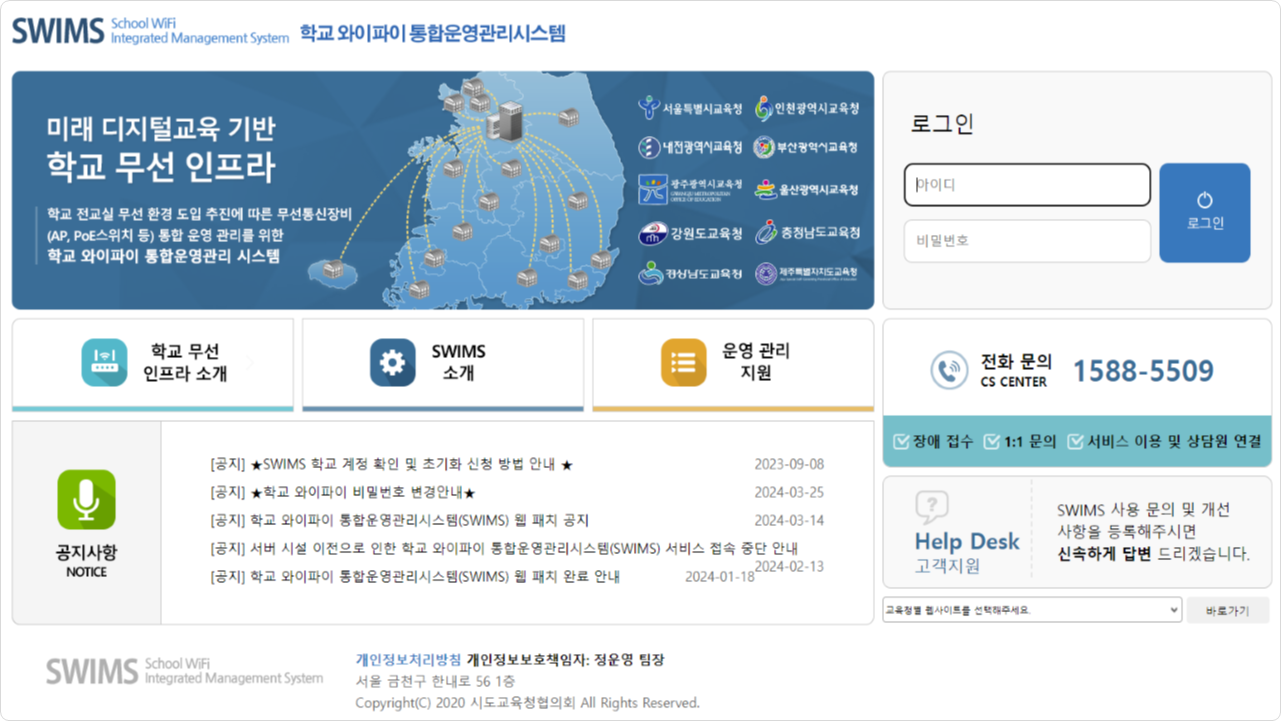 SWIMS School WiFi
Integrated Management System
학교 와이파이 통합운영관리시스템
미래 디지털교육 기반
학교 무선 인프라
학교 전교실 무선 환경 도입 추진에 따른 무선통신장비
(AP, PoE스위치 등) 통합 운영 관리를 위한
학교 와이파이 통합운영관리 시스템
서울특별시교육청 인천광역시교육청
대전광역시교육청 부산광역시교육청
광주광역시교육청 울산광역시교육청
강원도교육청 충청남도교육청
경상남도교육청 제주특별자치도교육청
로그인
아이디
비밀번호
로그인
학교 무선
인프라 소개
SWIMS
소개
운영 관리
지원
전화 문의
CS CENTER
1588-5509
장애 접수 1:1 문의 서비스 이용 및 상담원 연결
공지사항
NOTICE
[공지] ★SWIMS 학교 계정 확인 및 초기화 신청 방법 안내 ★ 2023-09-08
[공지] ★학교 와이파이 비밀번호 변경안내★ 2024-03-25
[공지] 학교 와이파이 통합운영관리시스템(SWIMS) 웹 패치 공지 2024-03-14
[공지] 서버 시설 이전으로 인한 학교 와이파이 통합운영관리시스템(SWIMS) 서비스 접속 중단 안내
2024-02-13
[공지] 학교 와이파이 통합운영관리시스템(SWIMS) 웹 패치 완료 안내 2024-01-18
?
Help Desk
고객지원
SWIMS 사용 문의 및 개선
사항을 등록해주시면
신속하게 답변 드리겠습니다.
교육청별 웹사이트를 선택해주세요.
바로가기
SWIMS School WiFi
Integrated Management System
개인정보처리방침 개인정보보호책임자: 정운영 팀장
서울 금천구 한내로 56 1층
Copyright(C) 2020 시도교육청협의회 All Rights Reserved.